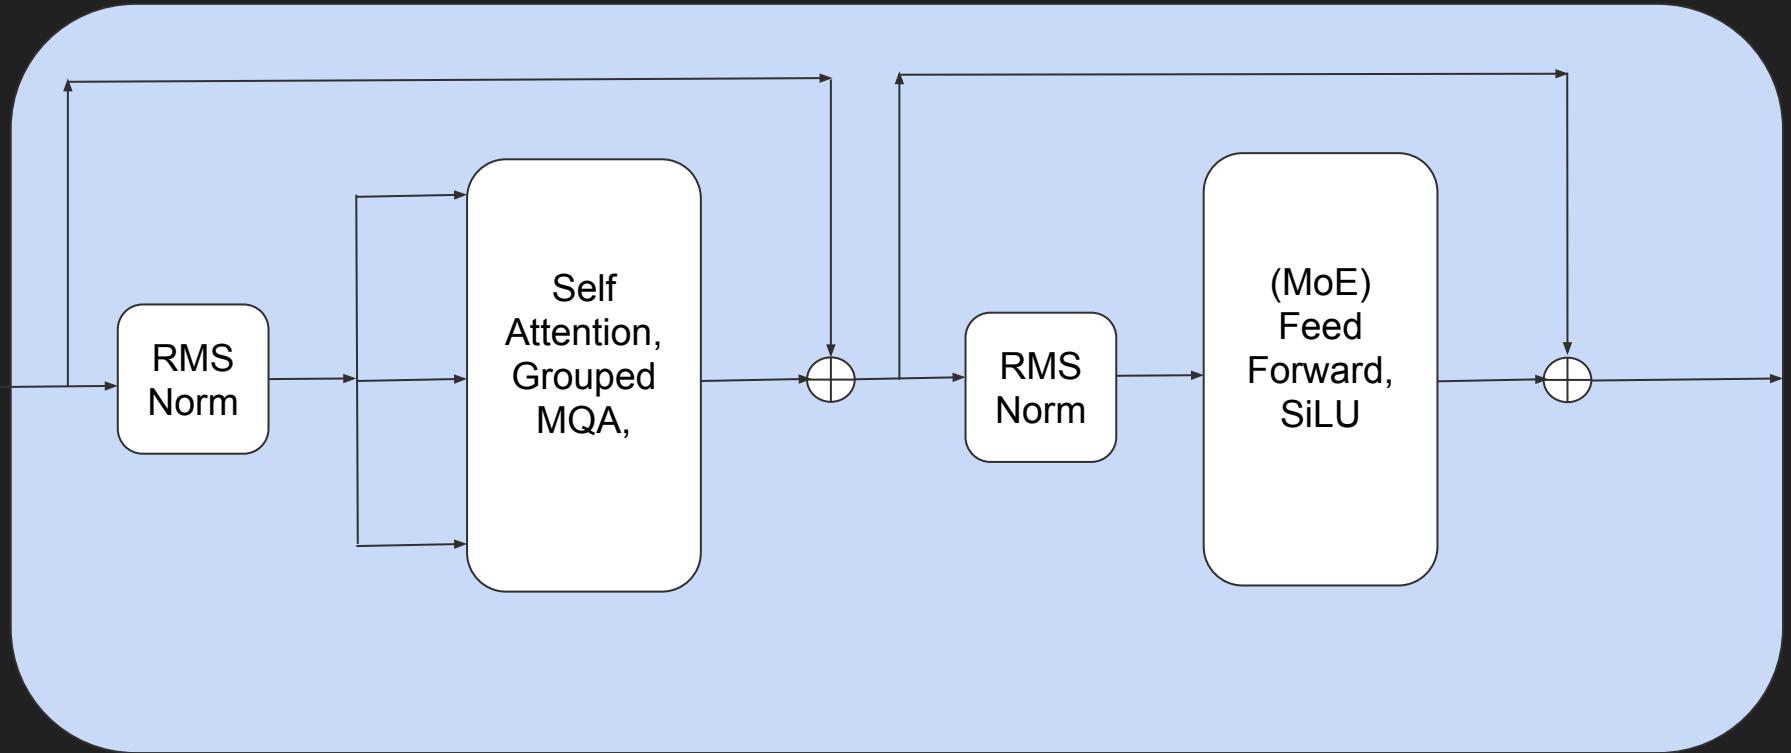 RMS
Norm
Self
Attention,
Grouped
MQA,
RMS
Norm
(MoE)
Feed
Forward,
SiLU